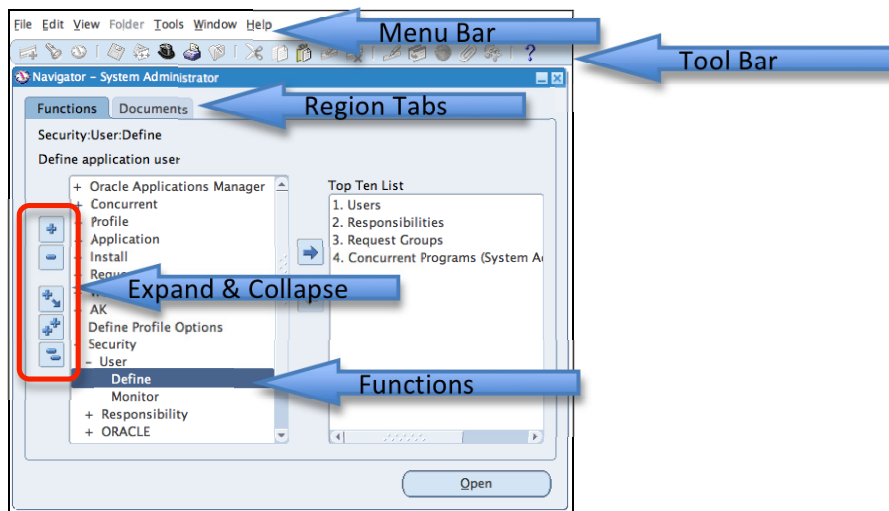 File Edit View Folder Tools Window Help
Menu Bar
?
Tool Bar
Navigator – System Administrator
Functions Documents
Region Tabs
Security:User:Define
Define application user
+ Oracle Applications Manager
+ Concurrent
+ Profile
+ Application
+ Install
Expand & Collapse
+ AK
Define Profile Options
– Security
– User
Define
Monitor
+ Responsibility
+ ORACLE
Functions
Top Ten List
1. Users
2. Responsibilities
3. Request Groups
4. Concurrent Programs (System A
Open